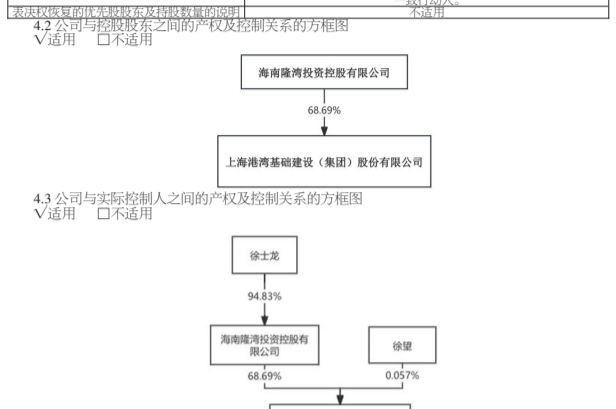 一致行动人。
表决权恢复的优先股股东及持股数量的说明 不适用
4.2 公司与控股股东之间的产权及控制关系的方框图
√适用 □不适用
海南隆湾投资控股有限公司
68.69%
上海港湾基础建设（集团）股份有限公司
4.3 公司与实际控制人之间的产权及控制关系的方框图
√适用 □不适用
徐士龙
94.83%
海南隆湾投资控股有
限公司
徐望
68.69%
0.057%